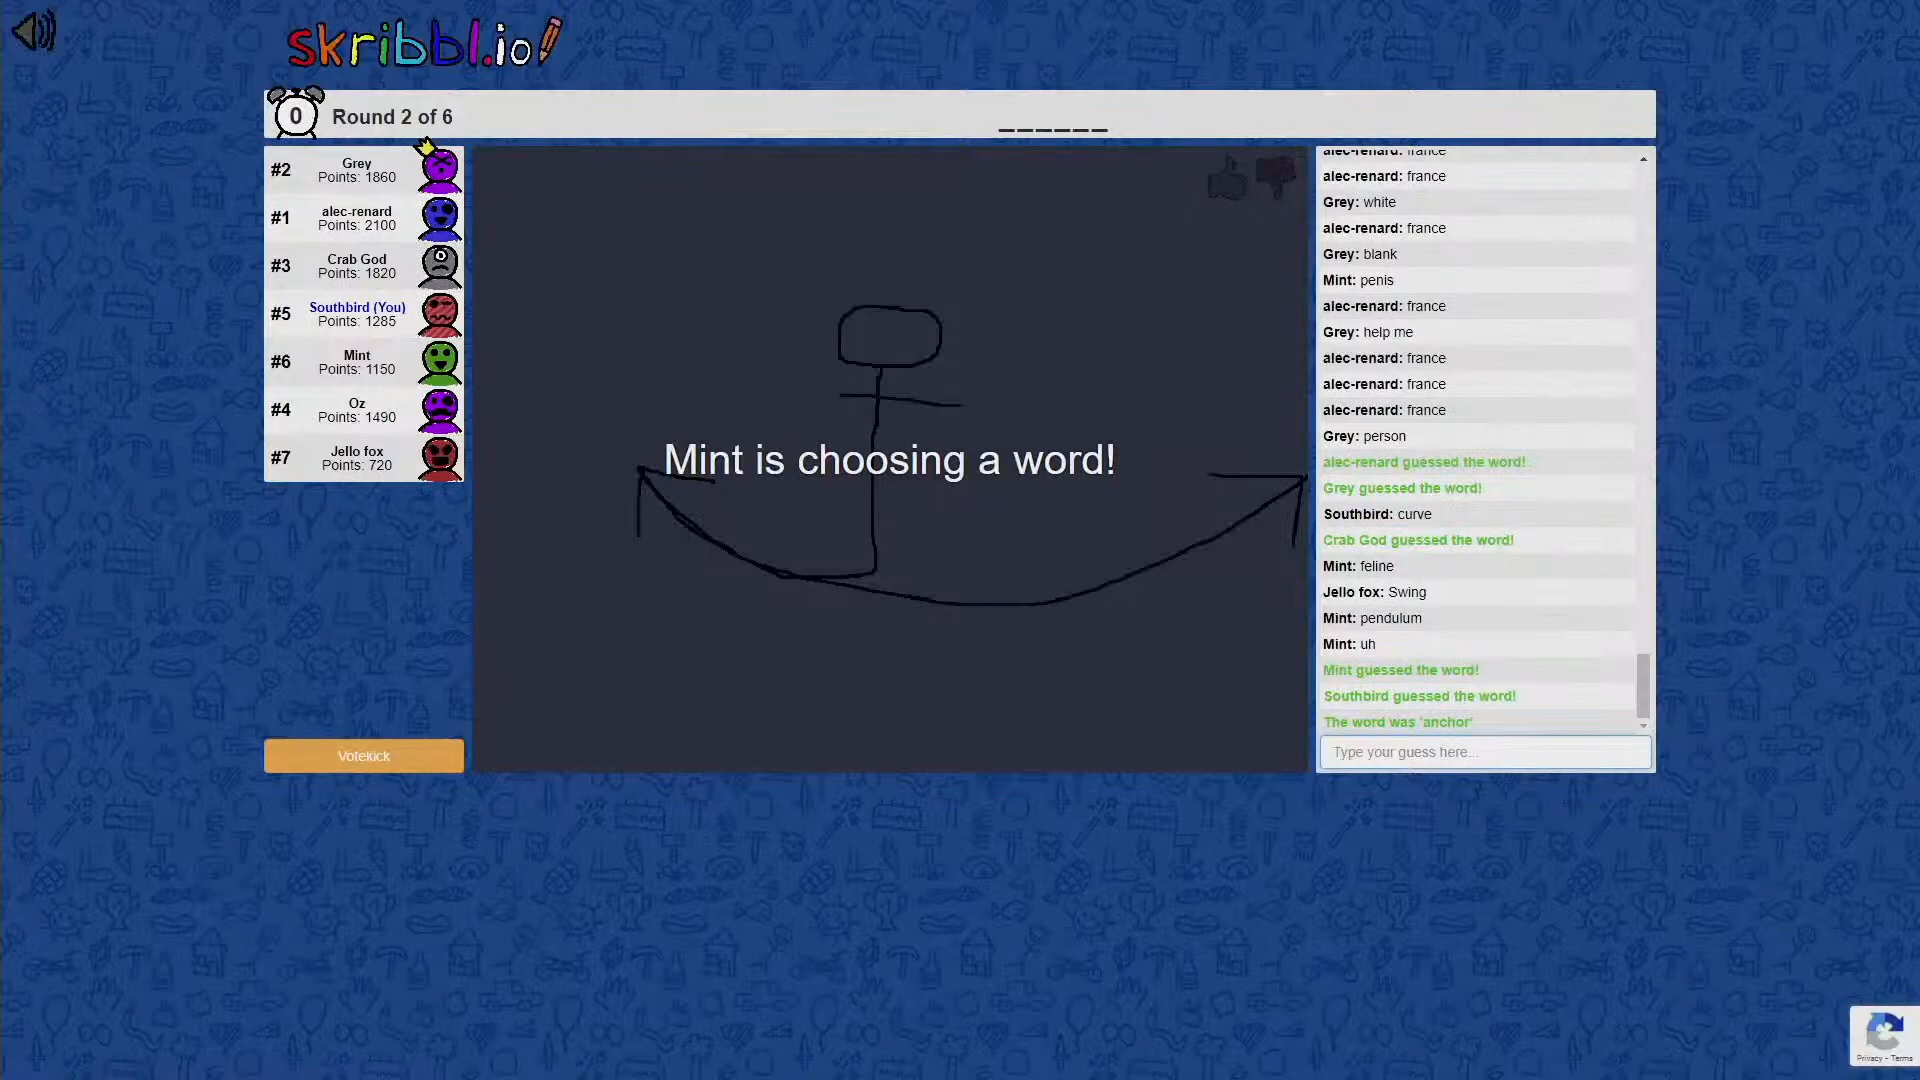 skribbl.io
0
Round 2 of 6
______
#2
Grey
Points: 1860
#1
alec-renard
Points: 2100
#3
Crab God
Points: 1820
#5
Southbird (You)
Points: 1285
#6
Mint
Points: 1150
#4
Oz
Points: 1490
#7
Jello fox
Points: 720
Votekick
Mint is choosing a word!
alec-renard: france
alec-renard: france
Grey: white
alec-renard: france
Grey: blank
Mint: penis
alec-renard: france
Grey: help me
alec-renard: france
alec-renard: france
alec-renard: france
Grey: person
alec-renard guessed the word!
Grey guessed the word!
Southbird: curve
Crab God guessed the word!
Mint: feline
Jello fox: Swing
Mint: pendulum
Mint: uh
Mint guessed the word!
Southbird guessed the word!
The word was 'anchor'
Type your guess here...
Privacy - Terms